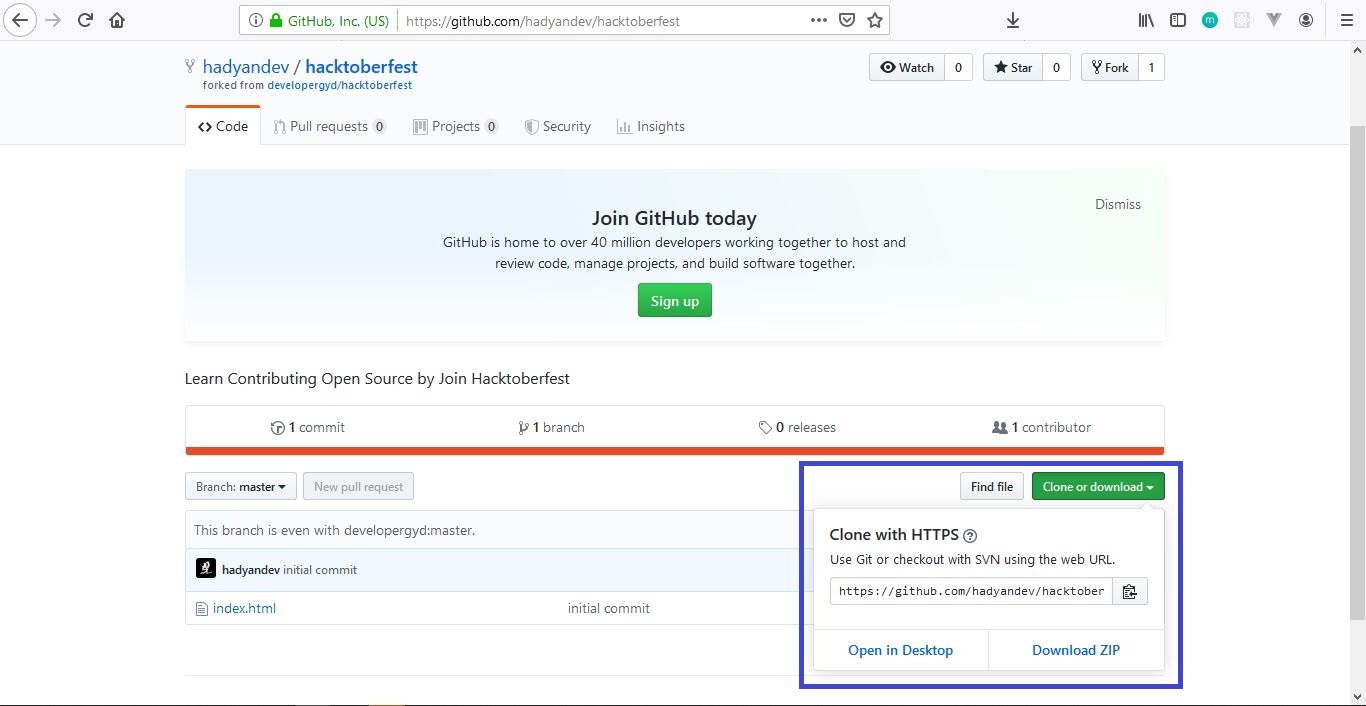 GitHub, Inc. (US) https://github.com/hadyandev/hacktoberfest
m
hadyandev / hacktoberfest
forked from developergyd/hacktoberfest
Watch 0 Star 0 Fork 1
Code Pull requests 0 Projects 0 Security Insights
Dismiss
Join GitHub today
GitHub is home to over 40 million developers working together to host and
review code, manage projects, and build software together.
Sign up
Learn Contributing Open Source by Join Hacktoberfest
1 commit 1 branch 0 releases 1 contributor
Branch: master New pull request Find file Clone or download
This branch is even with developergyd:master.
hadyandev initial commit
index.html initial commit
Clone with HTTPS
Use Git or checkout with SVN using the web URL.
https://github.com/hadyandev/hacktober
Open in Desktop Download ZIP